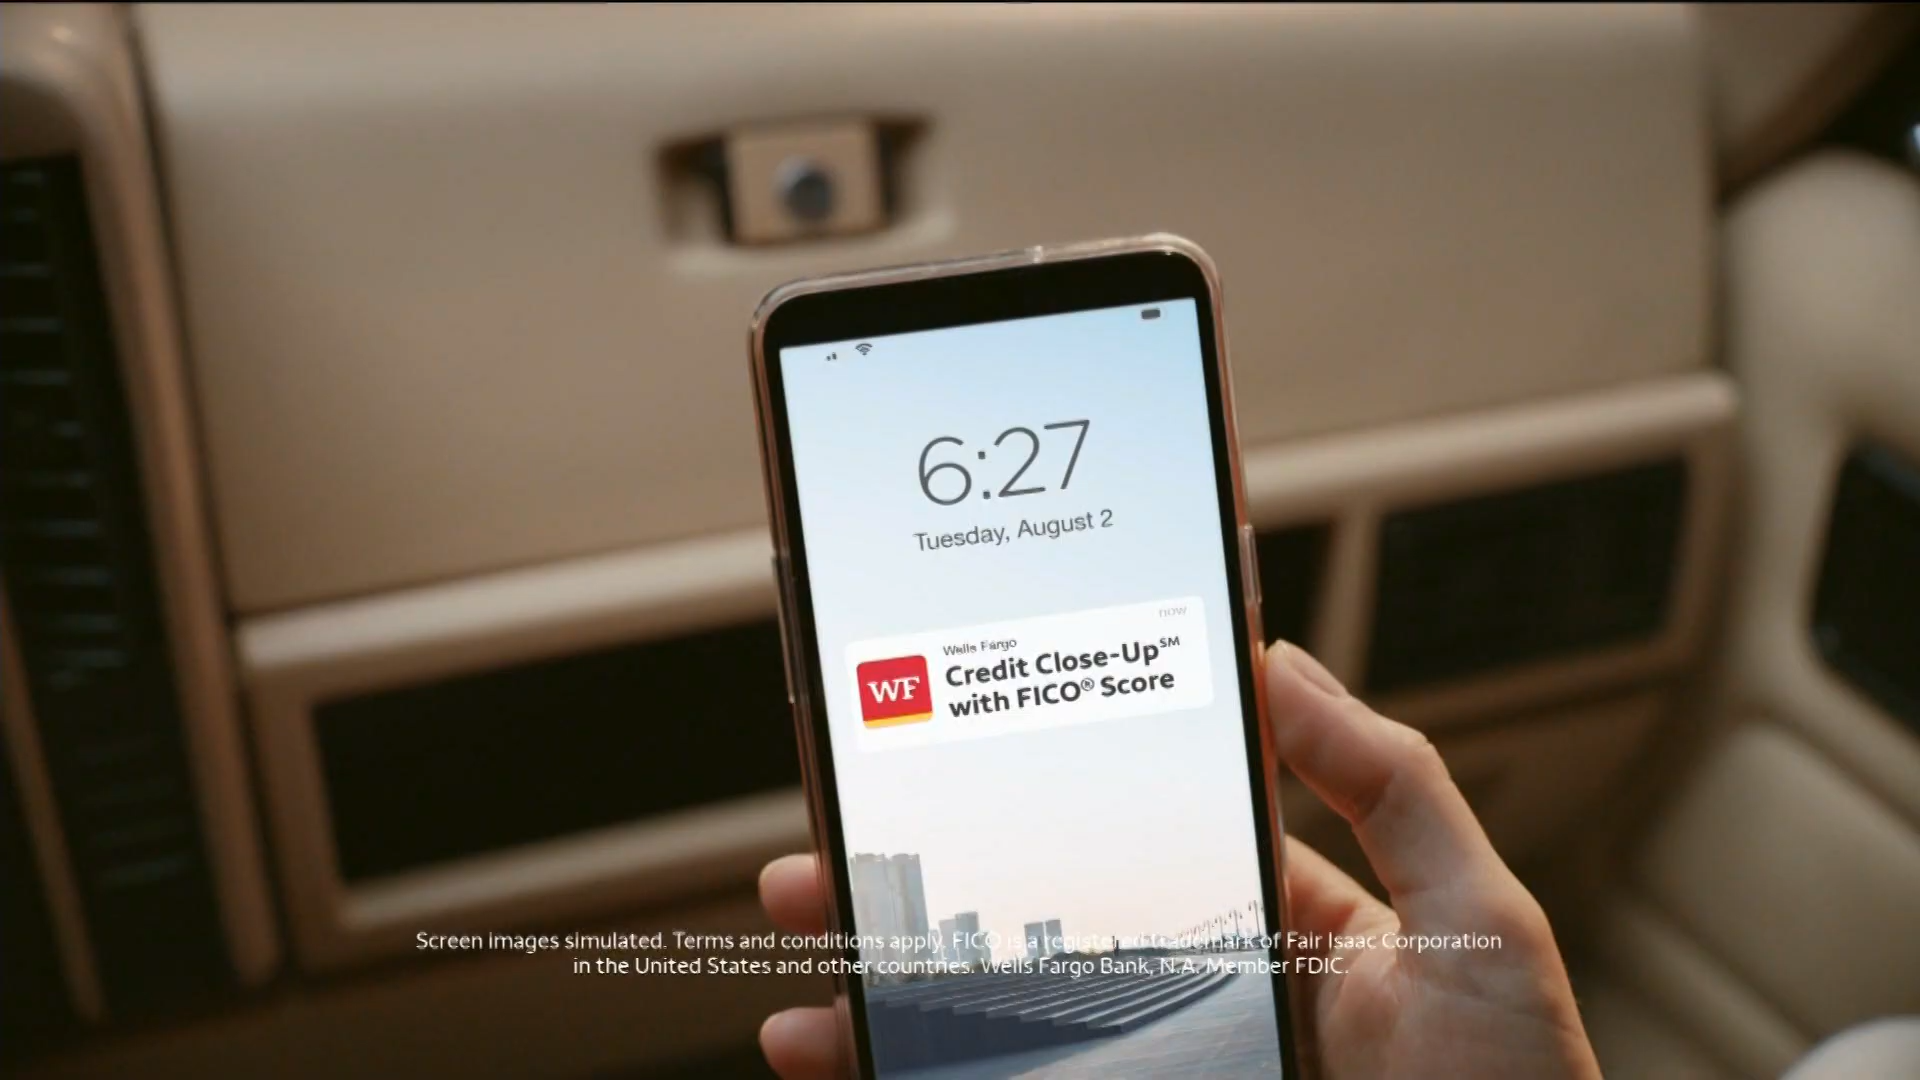 6:27
Tuesday, August 2
now
Wells Fargo
WF
Credit Close-Up℠
with FICO® Score
Screen images simulated. Terms and conditions apply. FICO is a registered trademark of Fair Isaac Corporation
in the United States and other countries. Wells Fargo Bank, N.A. Member FDIC.